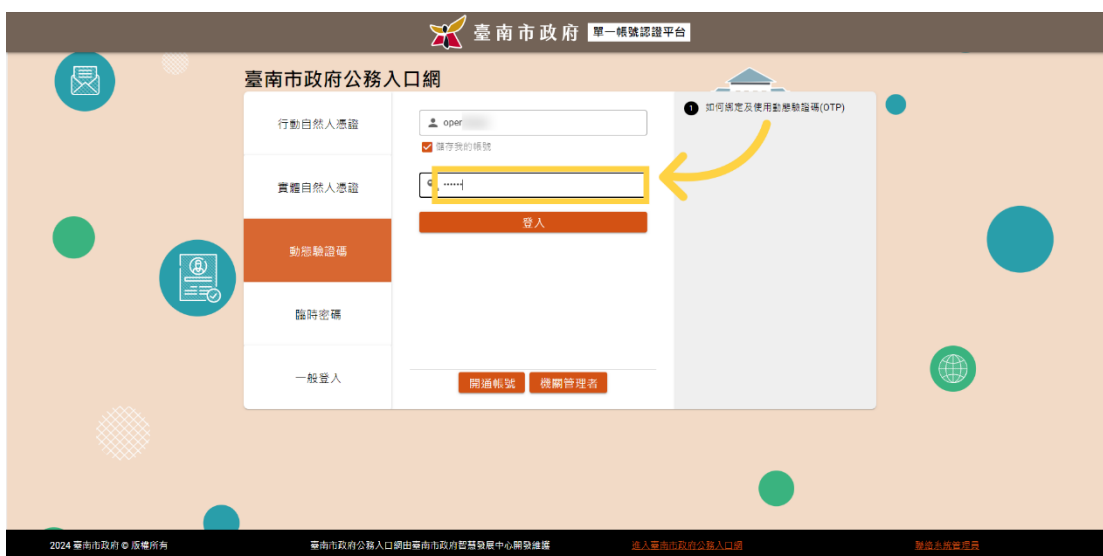 臺南市政府 單一帳號認證平台
臺南市政府公務入口網
行動自然人憑證
實體自然人憑證
動態驗證碼
臨時密碼
一般登入
oper
儲存我的帳號
••••••
登入
開通帳號
機關管理者
1 如何綁定及使用動態驗證碼(OTP)
2024 臺南市政府 © 版權所有
臺南市政府公務入口網由臺南市政府智慧發展中心開發維護
進入臺南市政府公務入口網
聯絡系統管理員